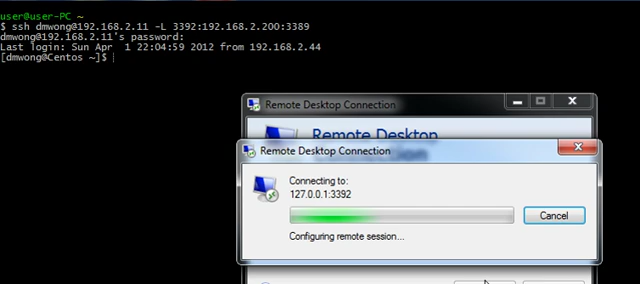 user@user-PC ~
$ ssh dmwong@192.168.2.11 -L 3392:192.168.2.200:3389
dmwong@192.168.2.11's password:
Last login: Sun Apr  1 22:04:59 2012 from 192.168.2.44
[dmwong@Centos ~]$
Remote Desktop Connection
Remote Desktop
Connection
Remote Desktop Connection
Connecting to:
127.0.0.1:3392
Cancel
Configuring remote session...